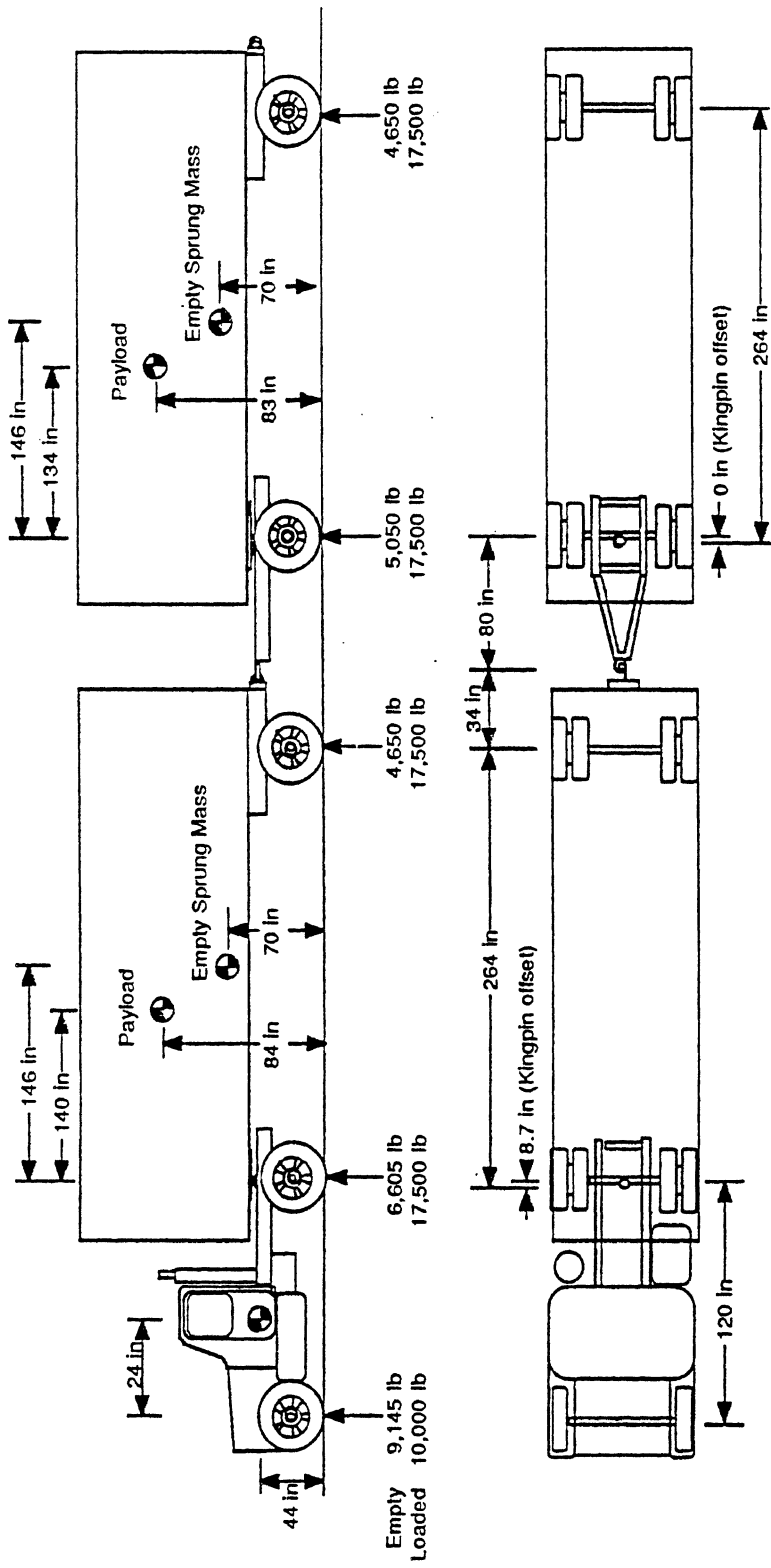 146 in
140 in
146 in
134 in
24 in
Payload
Empty Sprung Mass
Payload
Empty Sprung Mass
44 in
84 in
70 in
83 in
70 in
Empty 9,145 lb 6,605 lb 4,650 lb 5,050 lb 4,650 lb
Loaded 10,000 lb 17,500 lb 17,500 lb 17,500 lb 17,500 lb
8.7 in (Kingpin offset)
264 in
34 in
80 in
120 in
0 in (Kingpin offset)
264 in